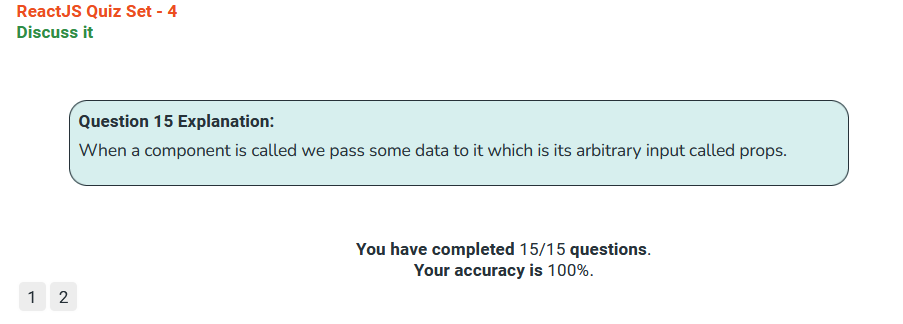 ReactJS Quiz Set - 4
Discuss it
Question 15 Explanation:
When a component is called we pass some data to it which is its arbitrary input called props.
You have completed 15/15 questions.
Your accuracy is 100%.
1 2